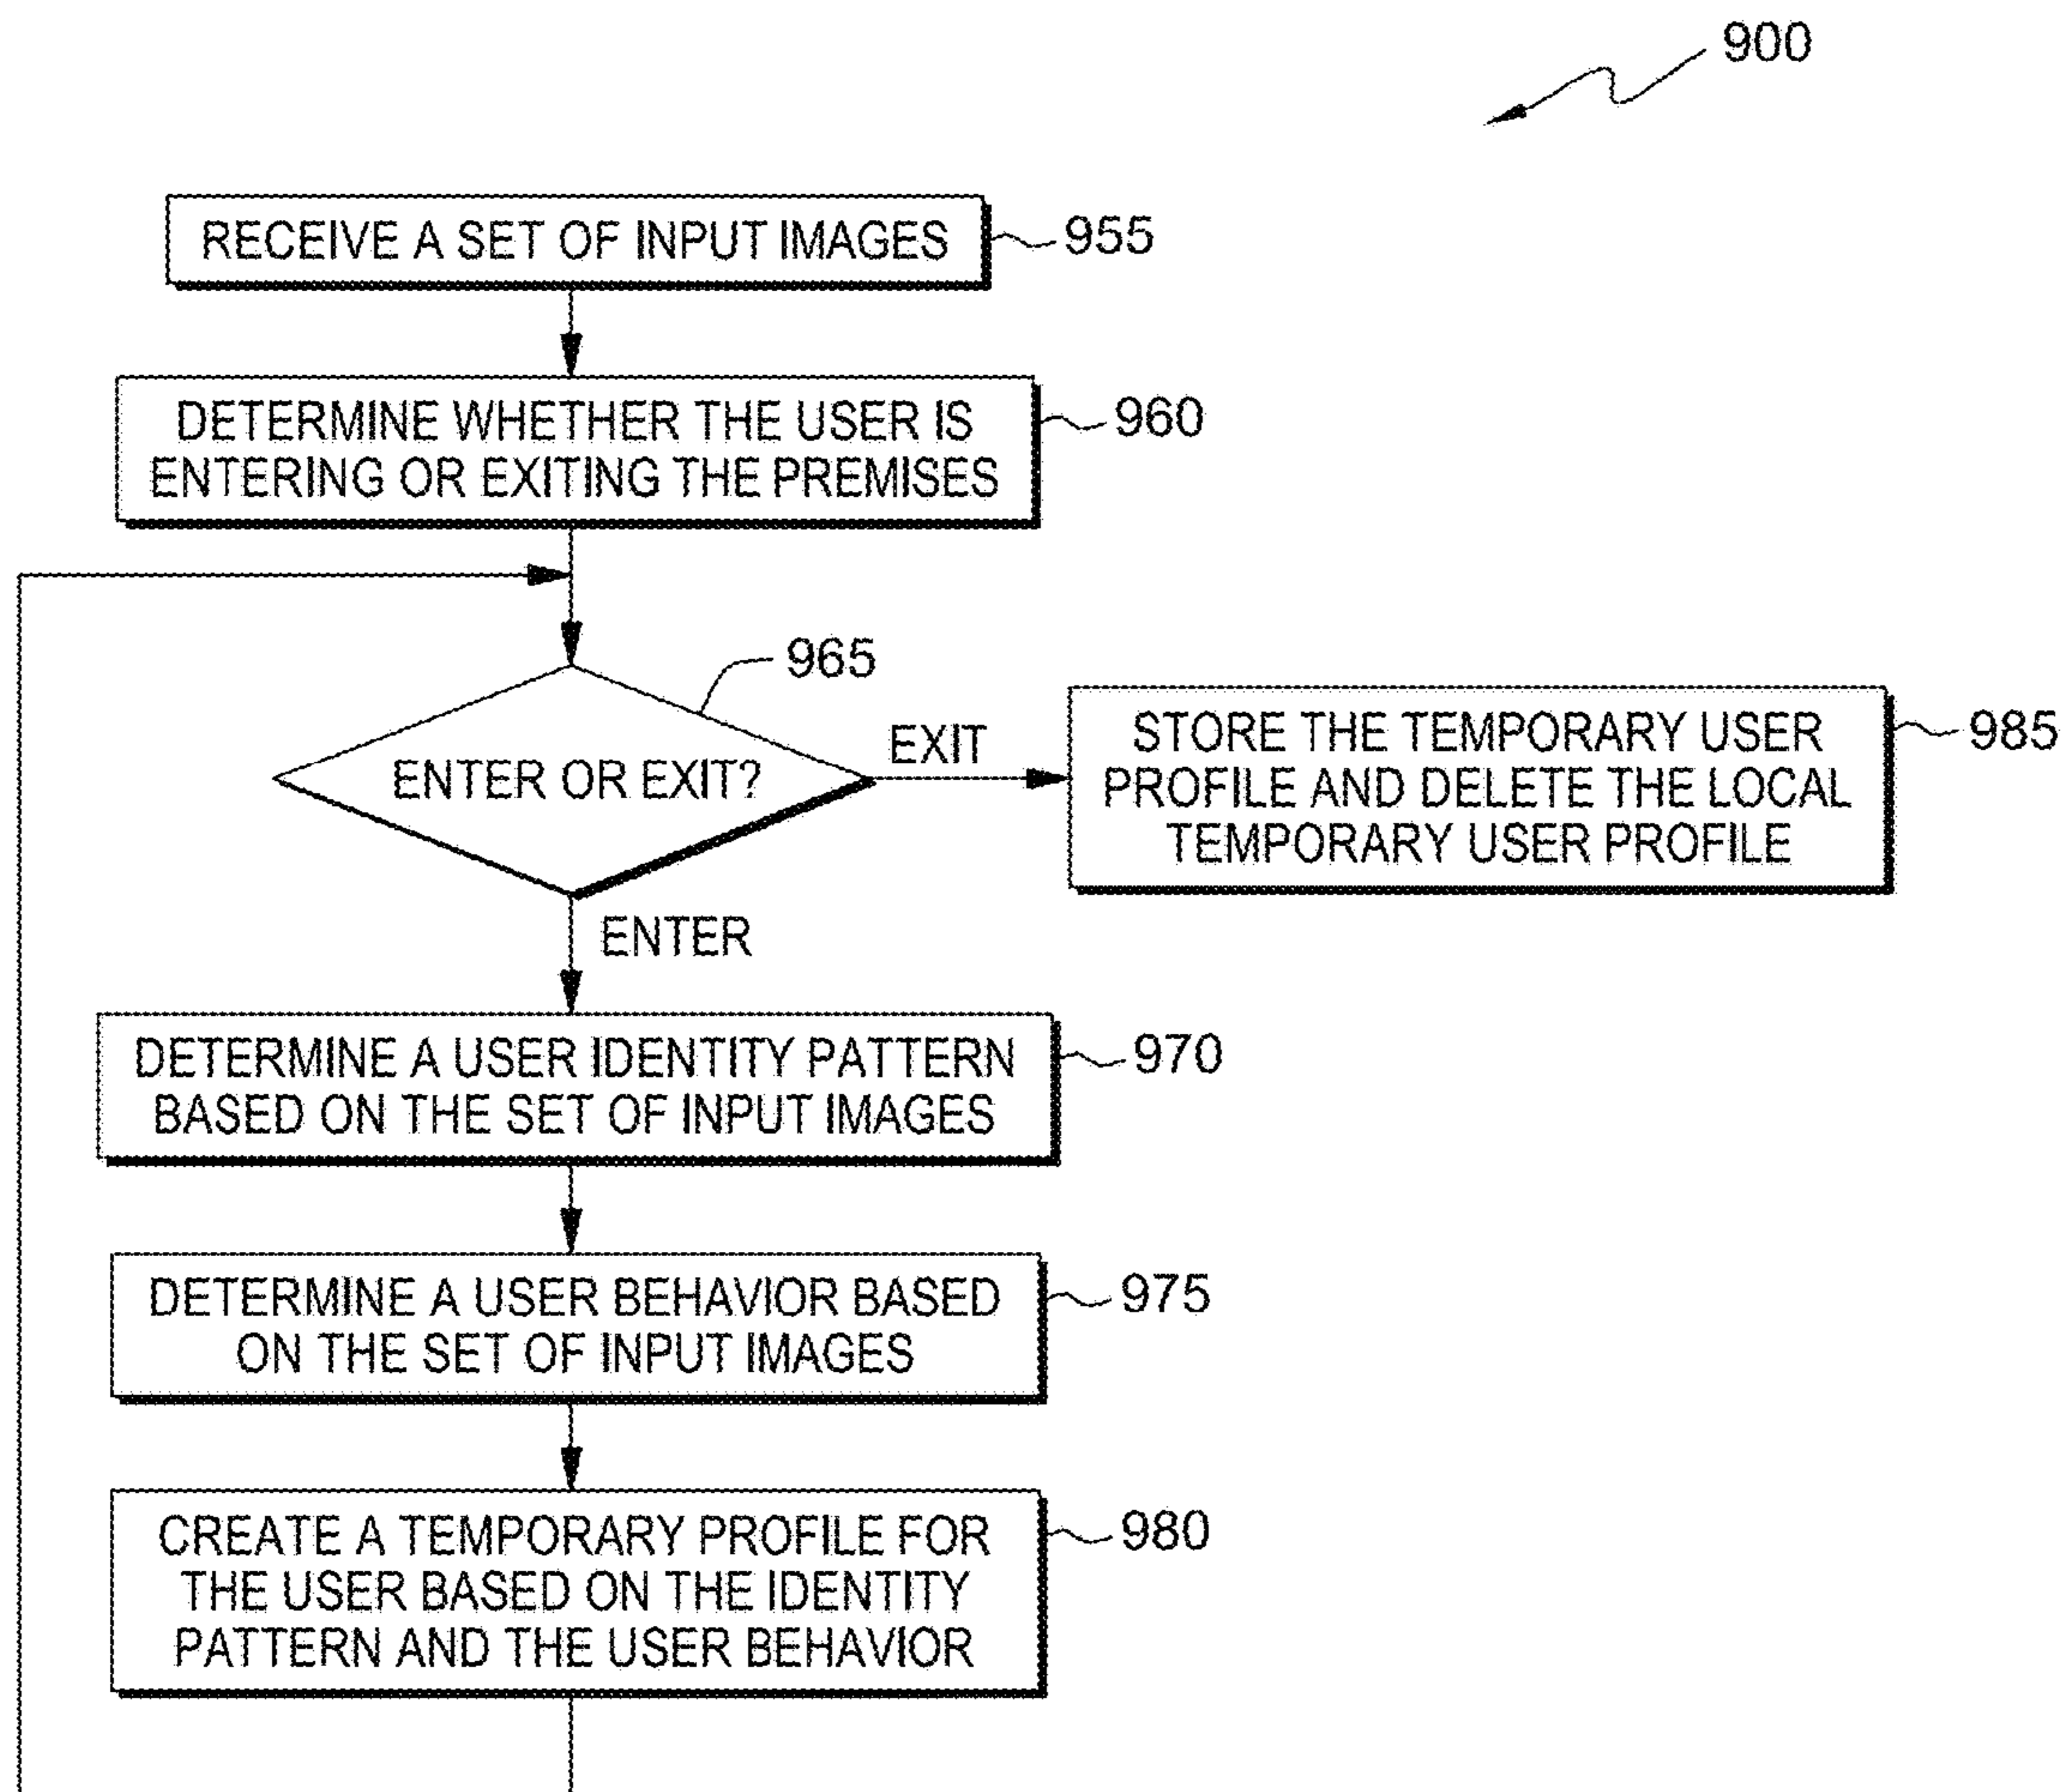 900
RECEIVE A SET OF INPUT IMAGES
955
DETERMINE WHETHER THE USER IS
ENTERING OR EXITING THE PREMISES
960
965
ENTER OR EXIT?
EXIT
STORE THE TEMPORARY USER
PROFILE AND DELETE THE LOCAL
TEMPORARY USER PROFILE
985
ENTER
DETERMINE A USER IDENTITY PATTERN
BASED ON THE SET OF INPUT IMAGES
970
DETERMINE A USER BEHAVIOR BASED
ON THE SET OF INPUT IMAGES
975
CREATE A TEMPORARY PROFILE FOR
THE USER BASED ON THE IDENTITY
PATTERN AND THE USER BEHAVIOR
980